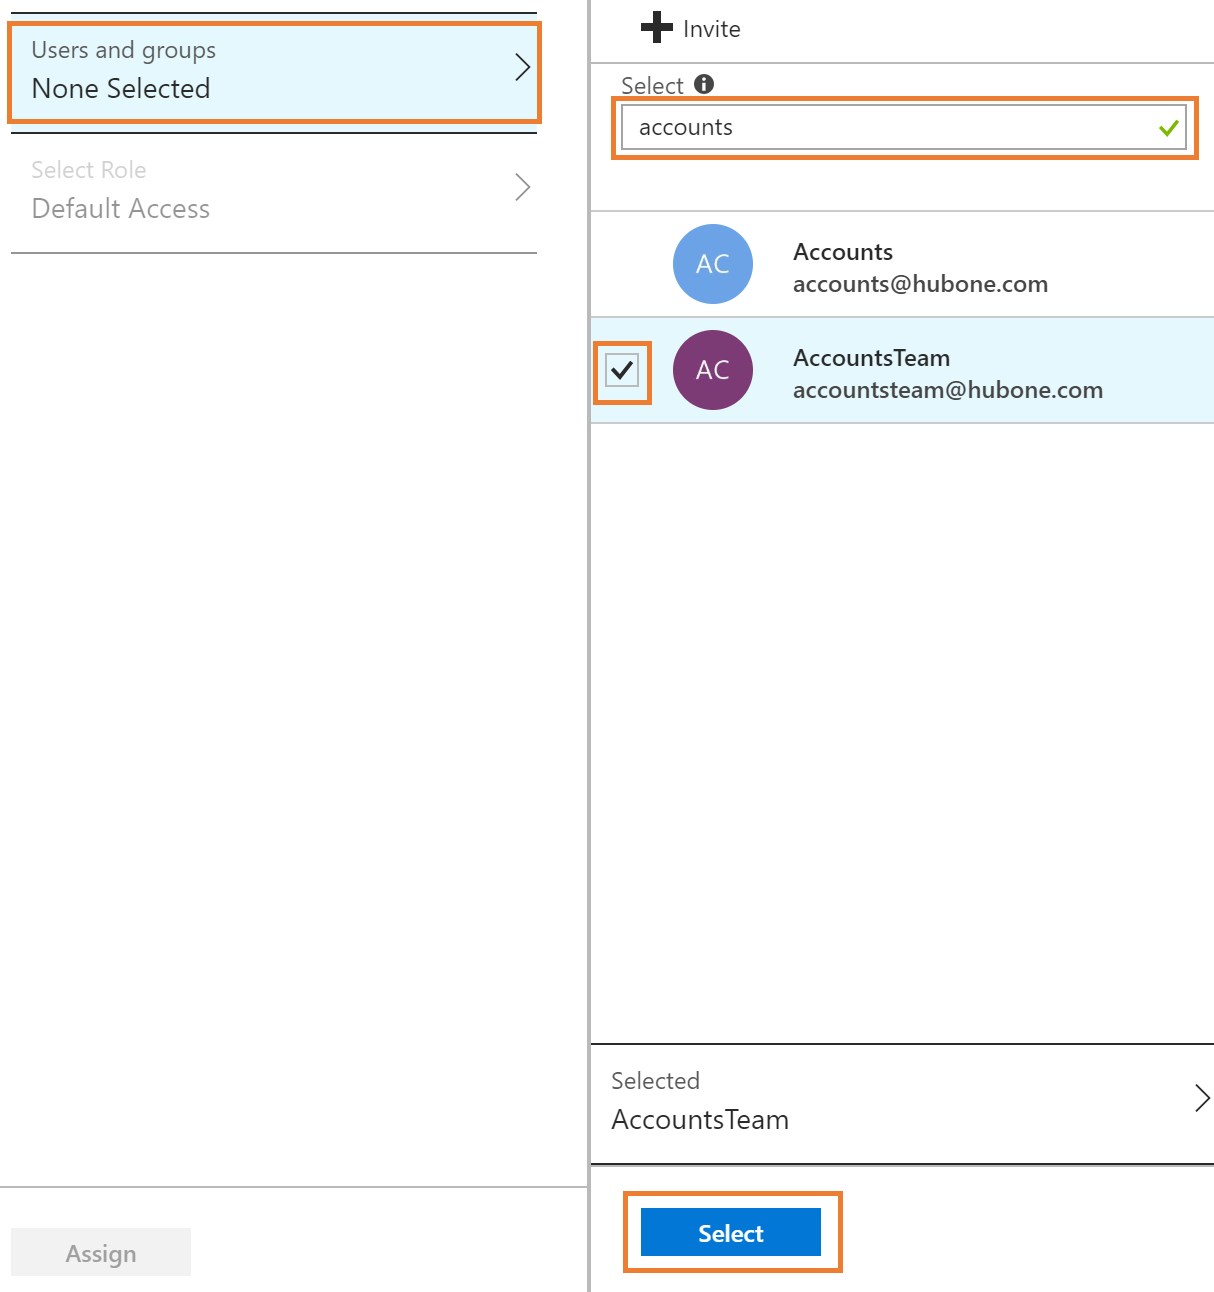 Users and groups
None Selected
Select Role
Default Access
Assign
Invite
Select
accounts
AC
Accounts
accounts@hubone.com
AC
AccountsTeam
accountsteam@hubone.com
Selected
AccountsTeam
Select